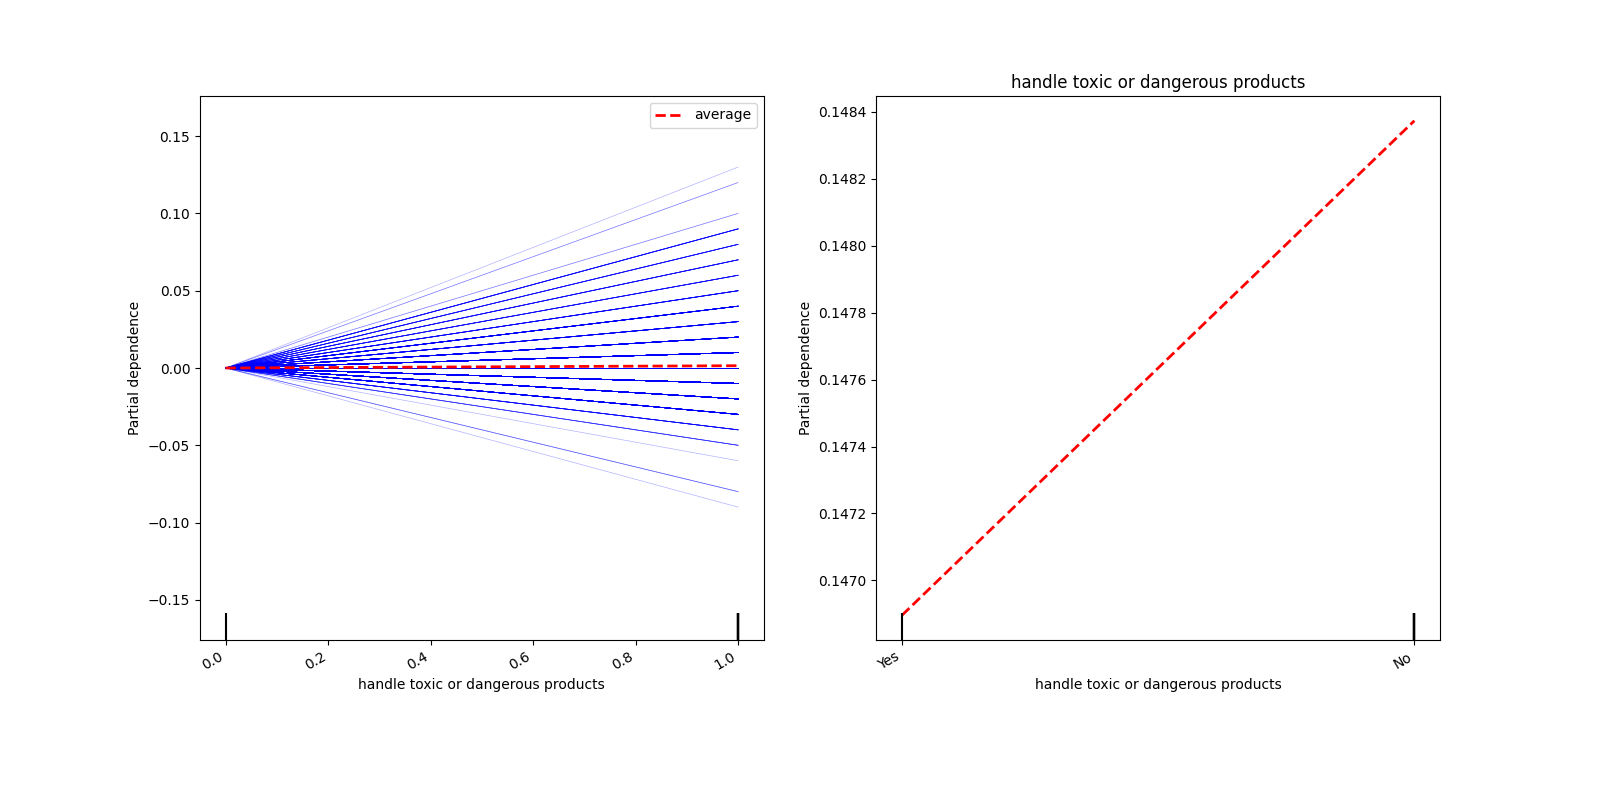 average
0.15
0.10
0.05
0.00
−0.05
−0.10
−0.15
Partial dependence
0.0
0.2
0.4
0.6
0.8
1.0
handle toxic or dangerous products
handle toxic or dangerous products
0.1484
0.1482
0.1480
0.1478
0.1476
0.1474
0.1472
0.1470
Partial dependence
Yes
No
handle toxic or dangerous products